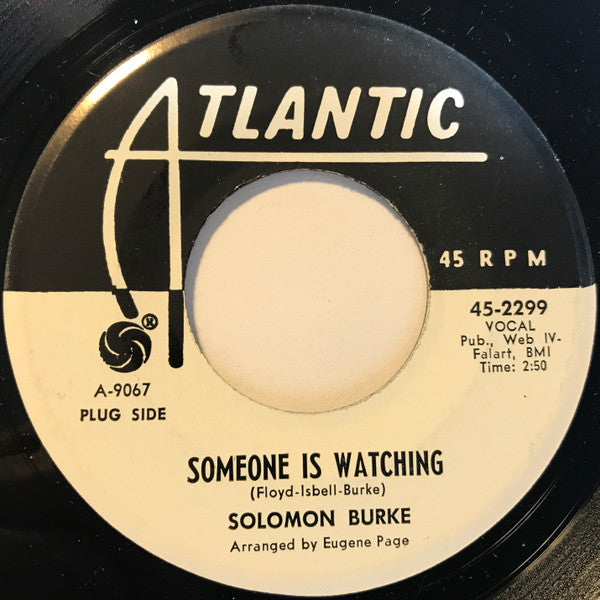 ATLANTIC
45 RPM
45-2299
VOCAL
Pub., Web IV-
Falart, BMI
Time: 2:50
®
A-9067
PLUG SIDE
SOMEONE IS WATCHING
(Floyd-Isbell-Burke)
SOLOMON BURKE
Arranged by Eugene Page